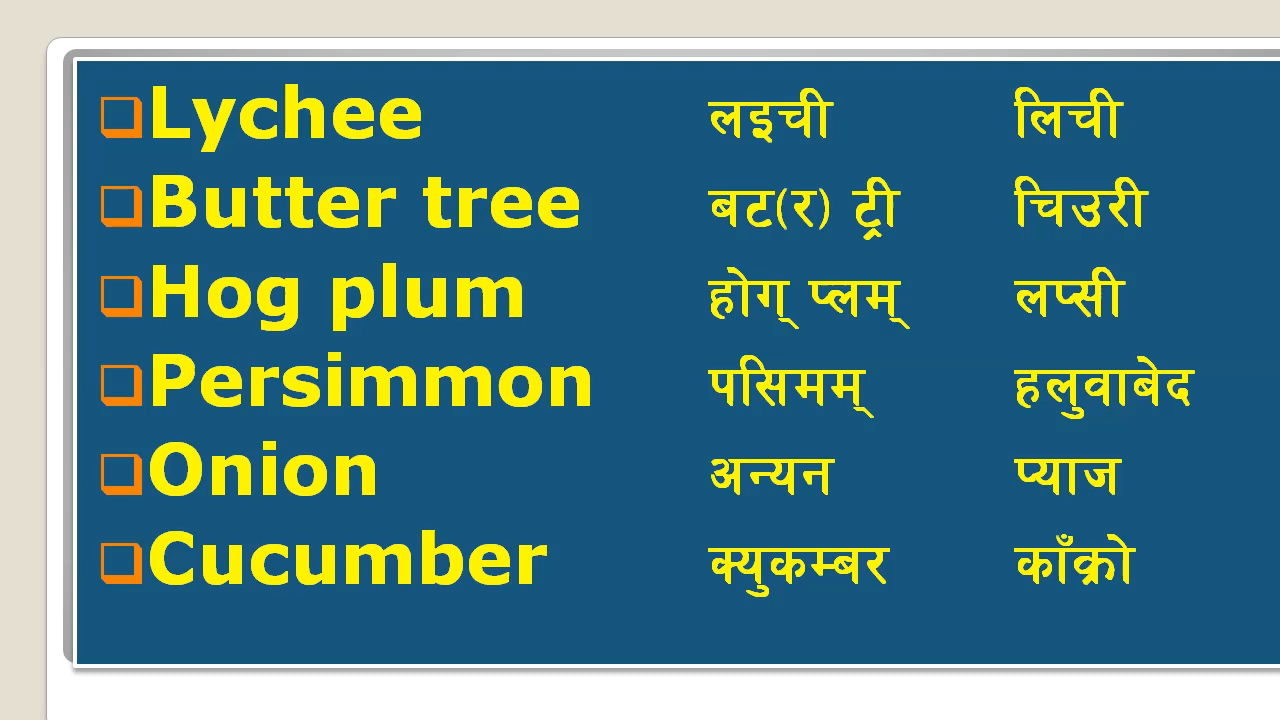 Lychee लइची लिची
Butter tree बट(र) ट्री चिउरी
Hog plum होग् प्लम् लप्सी
Persimmon पसिमम् हलुवाबेद
Onion अन्यन प्याज
Cucumber क्युकम्बर काँक्रो